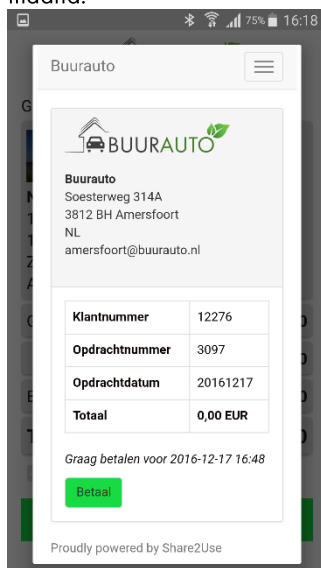 75% 16:18
Buurauto
BUURAUTO
Buurauto
Soesterweg 314A
3812 BH Amersfoort
NL
amersfoort@buurauto.nl
Klantnummer 12276
Opdrachtnummer 3097
Opdrachtdatum 20161217
Totaal 0,00 EUR
Graag betalen voor 2016-12-17 16:48
Betaal
Proudly powered by Share2Use